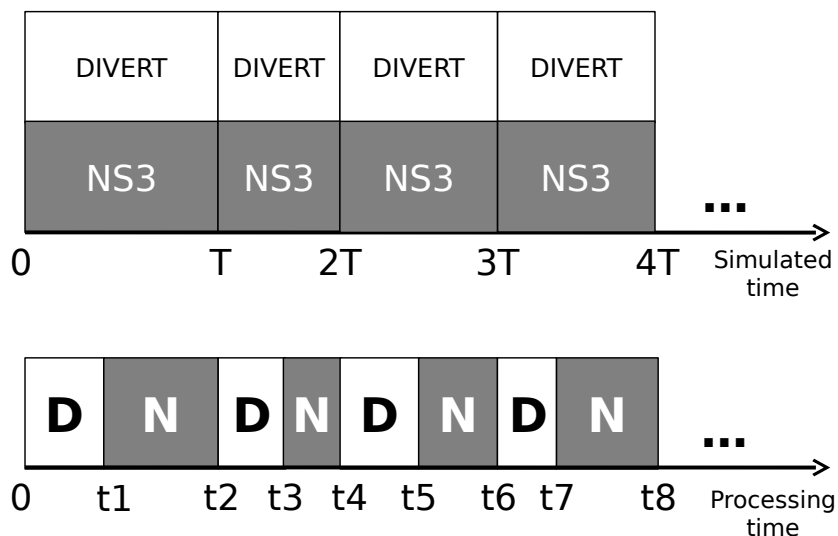 DIVERT DIVERT DIVERT DIVERT
NS3 NS3 NS3 NS3
...
0 T 2T 3T 4T Simulated
time
D N D N D N D N
...
0 t1 t2 t3 t4 t5 t6 t7 t8 Processing
time